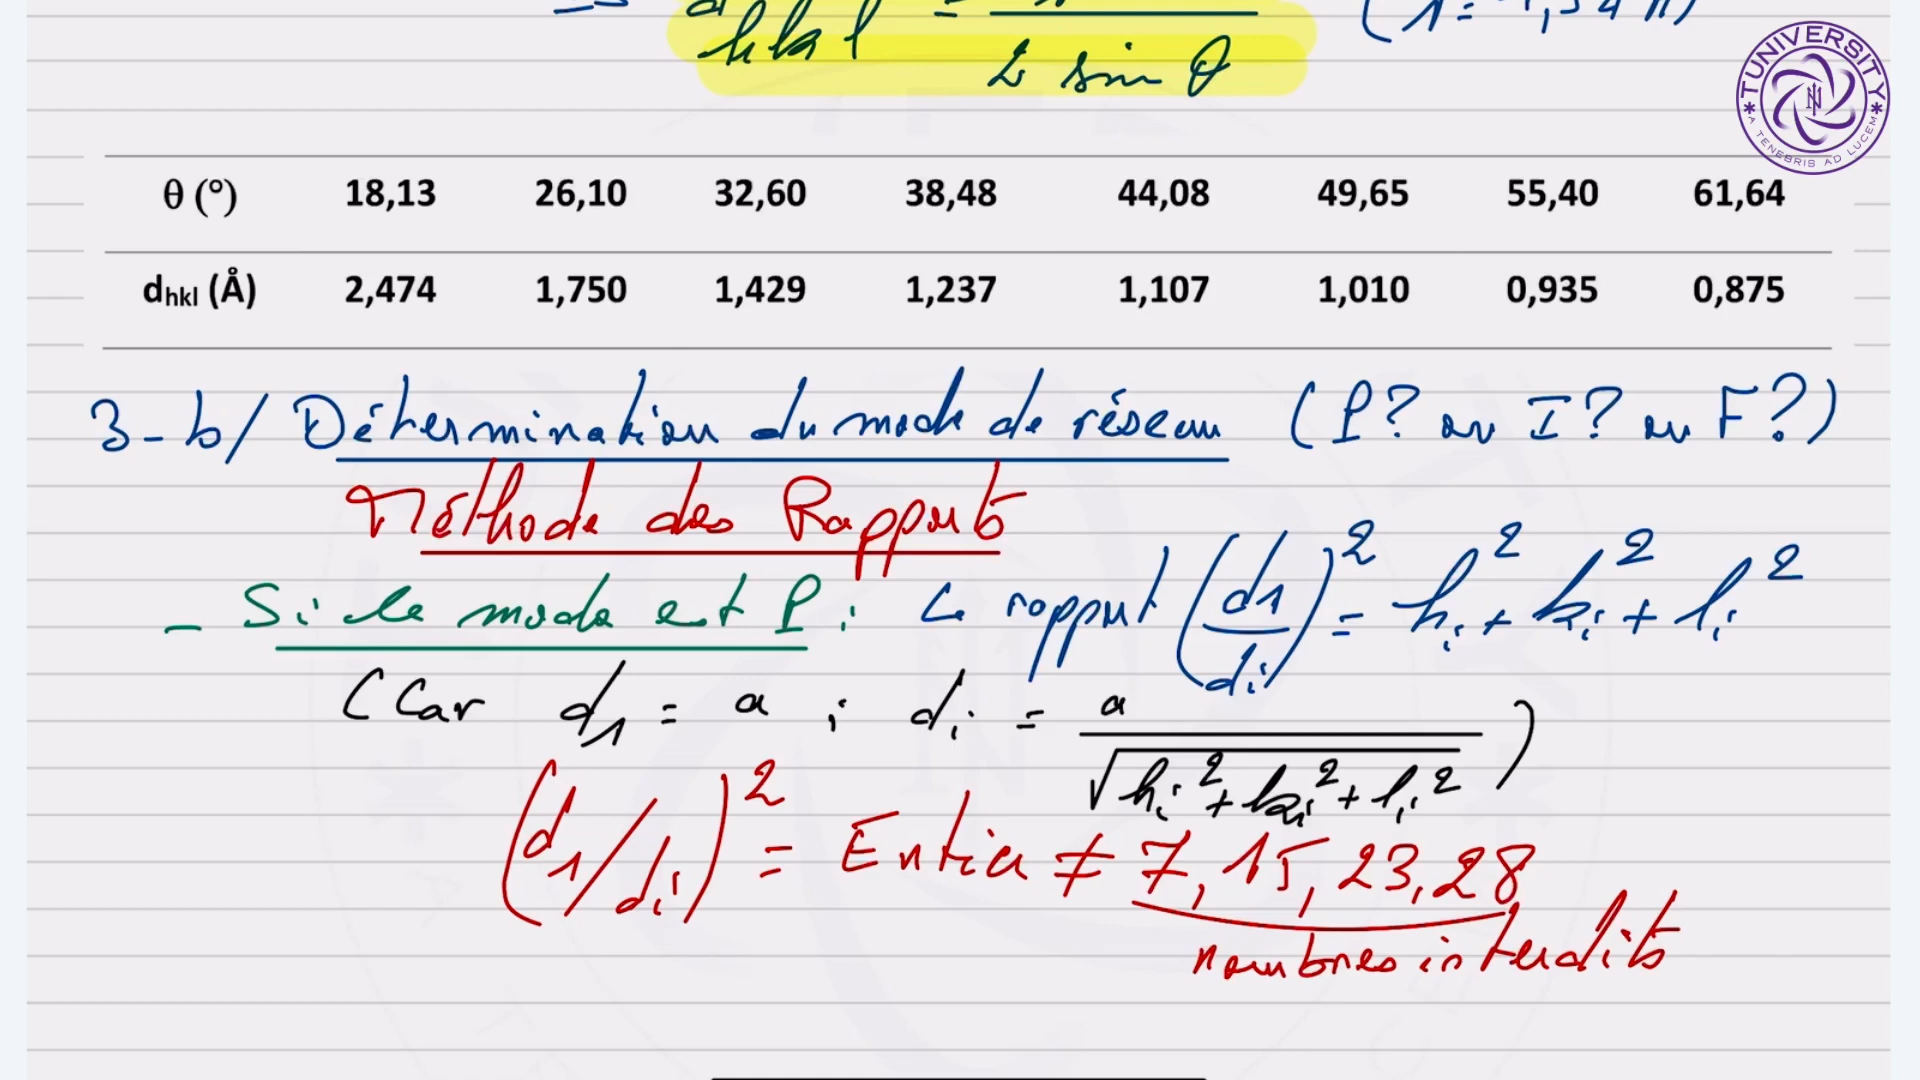 hkl = 2 sin θ
TUNIVERSITY
A TENEBRIS AD LUCEM
θ (°) 18,13 26,10 32,60 38,48 44,08 49,65 55,40 61,64
dhkl (Å) 2,474 1,750 1,429 1,237 1,107 1,010 0,935 0,875
3-b/ Détermination du mode de réseau (P? ou I? ou F?)
Méthode des Rapports
- Si le mode est P: Le rapport (d1/di)² = hi² + ki² + li²
(Car d1 = a ; di = a/√(hi² + ki² + li²))
(d1/di)² = Entier ≠ 7, 15, 23, 28
nombres interdits